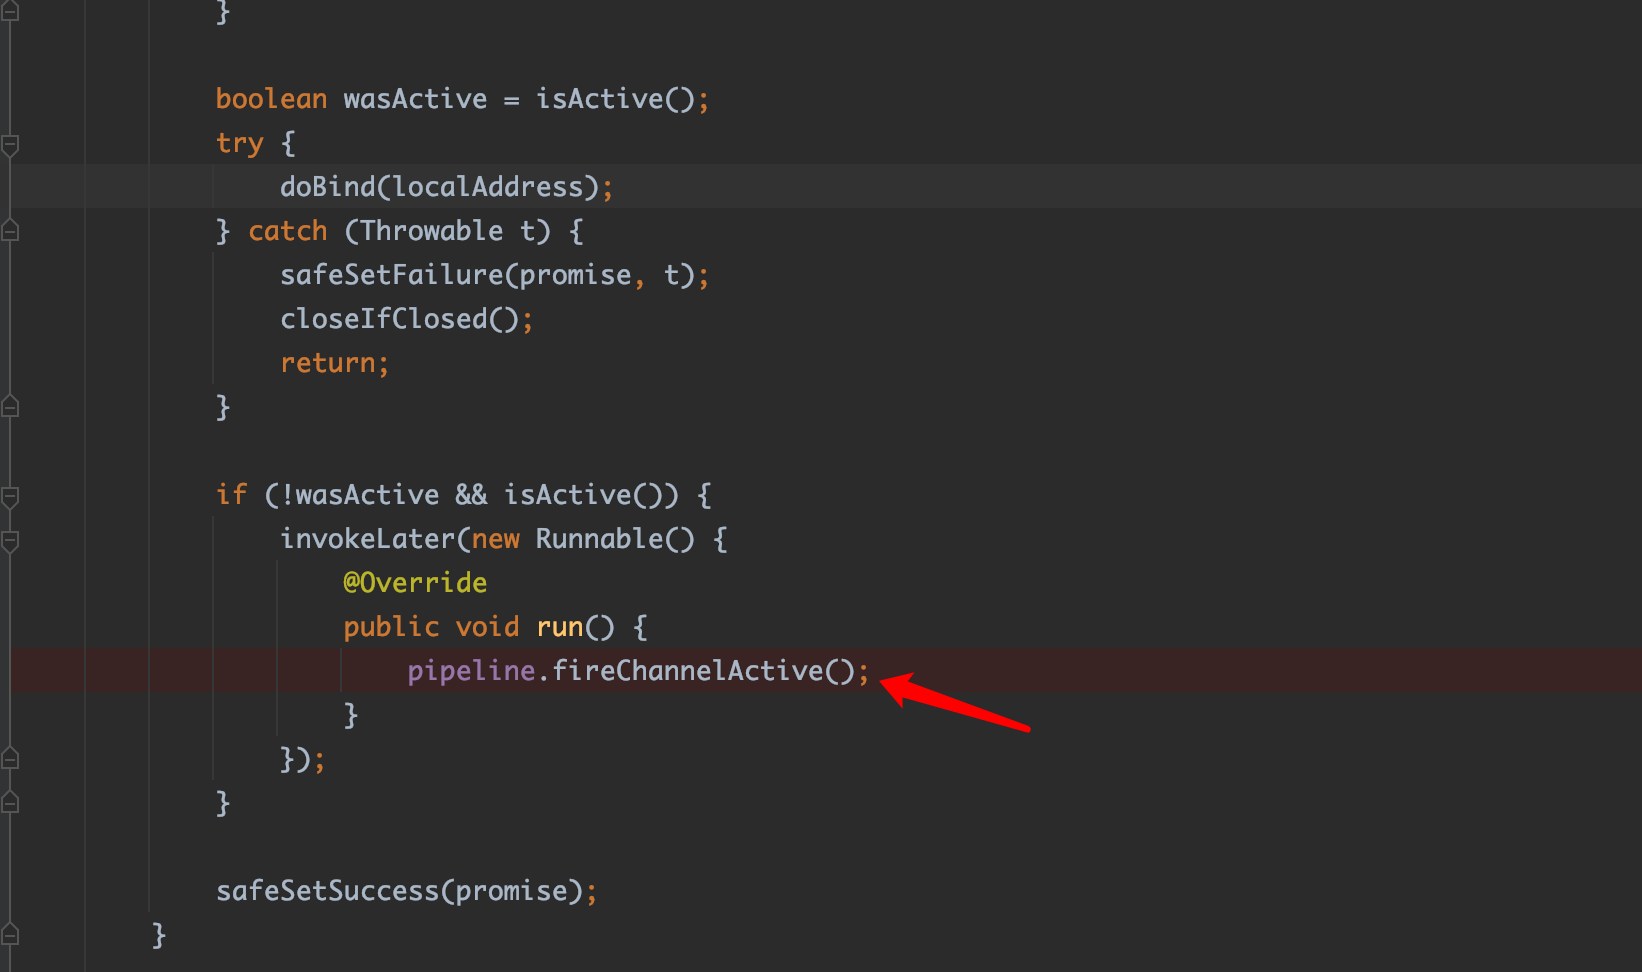 }
boolean wasActive = isActive();
try {
doBind(localAddress);
} catch (Throwable t) {
safeSetFailure(promise, t);
closeIfClosed();
return;
}
if (!wasActive && isActive()) {
invokeLater(new Runnable() {
@Override
public void run() {
pipeline.fireChannelActive();
}
});
}
safeSetSuccess(promise);
}